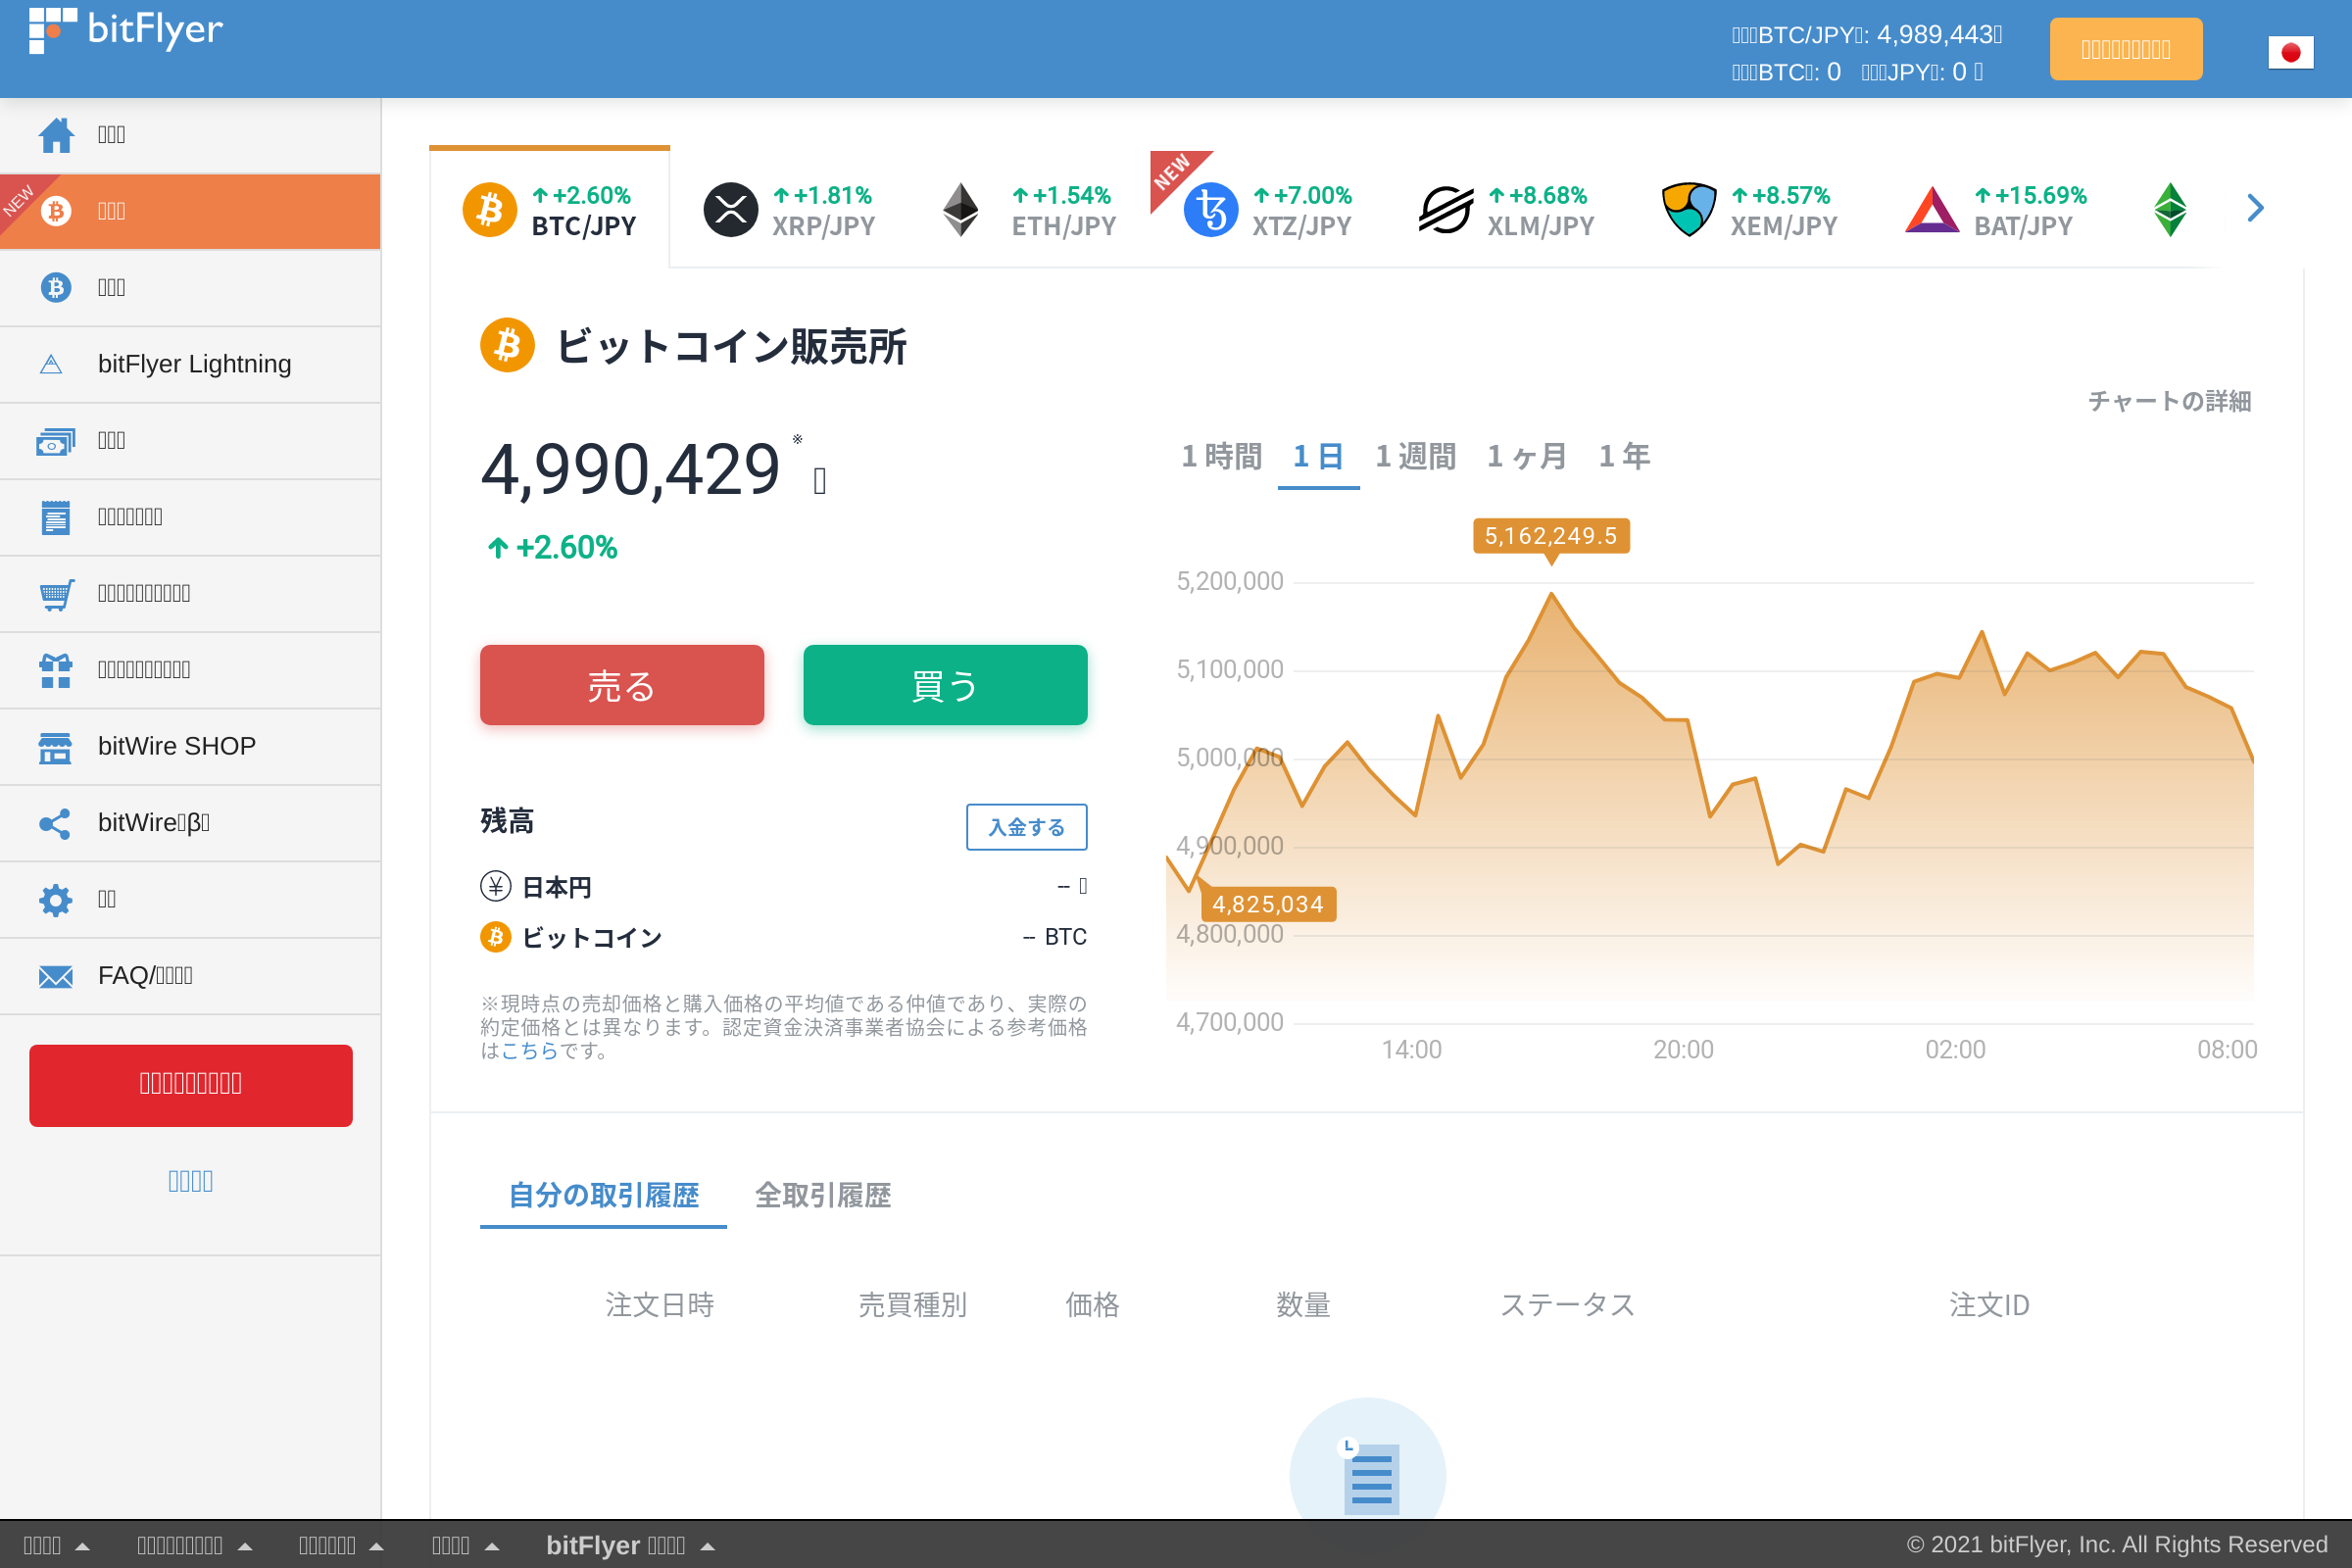 bitFlyer
BTC/JPY : 4,989,443
BTC : 0 JPY : 0
NEW
bitFlyer Lightning
bitWire SHOP
bitWire β
FAQ/
+2.60%
BTC/JPY
+1.81%
XRP/JPY
+1.54%
ETH/JPY
NEW
+7.00%
XTZ/JPY
+8.68%
XLM/JPY
+8.57%
XEM/JPY
+15.69%
BAT/JPY
ビットコイン販売所
チャートの詳細
4,990,429 ※
+2.60%
1 時間 1 日 1 週間 1 ヶ月 1 年
売る 買う
残高 入金する
日本円 --
ビットコイン -- BTC
※現時点の売却価格と購入価格の平均値である仲値であり、実際の
約定価格とは異なります。認定資金決済事業者協会による参考価格
はこちらです。
5,162,249.5
5,200,000
5,100,000
5,000,000
4,900,000
4,825,034
4,800,000
4,700,000
14:00 20:00 02:00 08:00
自分の取引履歴 全取引履歴
注文日時 売買種別 価格 数量 ステータス 注文ID
bitFlyer
© 2021 bitFlyer, Inc. All Rights Reserved